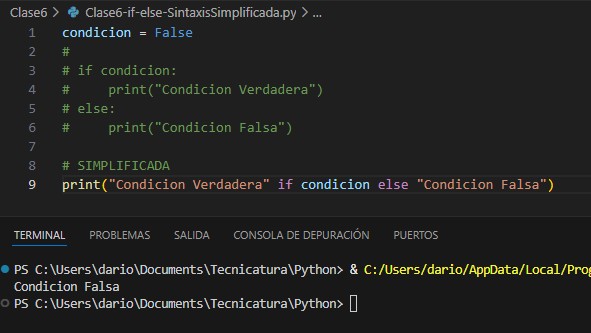 Clase6 > Clase6-if-else-SintaxisSimplificada.py > ...
1 condicion = False
2 #
3 # if condicion:
4 #     print("Condicion Verdadera")
5 # else:
6 #     print("Condicion Falsa")
7
8 # SIMPLIFICADA
9 print("Condicion Verdadera" if condicion else "Condicion Falsa")
TERMINAL PROBLEMAS SALIDA CONSOLA DE DEPURACIÓN PUERTOS
PS C:\Users\dario\Documents\Tecnicatura\Python> & C:/Users/dario/AppData/Local/Prog
Condicion Falsa
PS C:\Users\dario\Documents\Tecnicatura\Python>